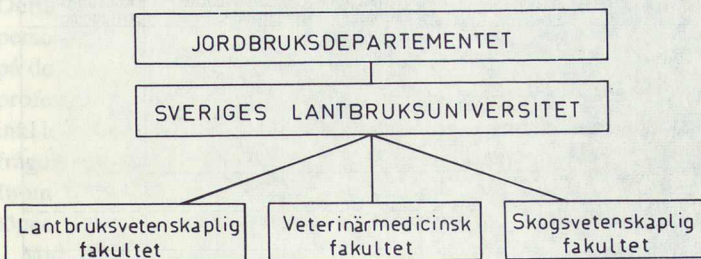 JORDBRUKSDEPARTEMENTET
SVERIGES LANTBRUKSUNIVERSITET
Lantbruksvetenskaplig
fakultet
Veterinärmedicinsk
fakultet
Skogsvetenskaplig
fakultet